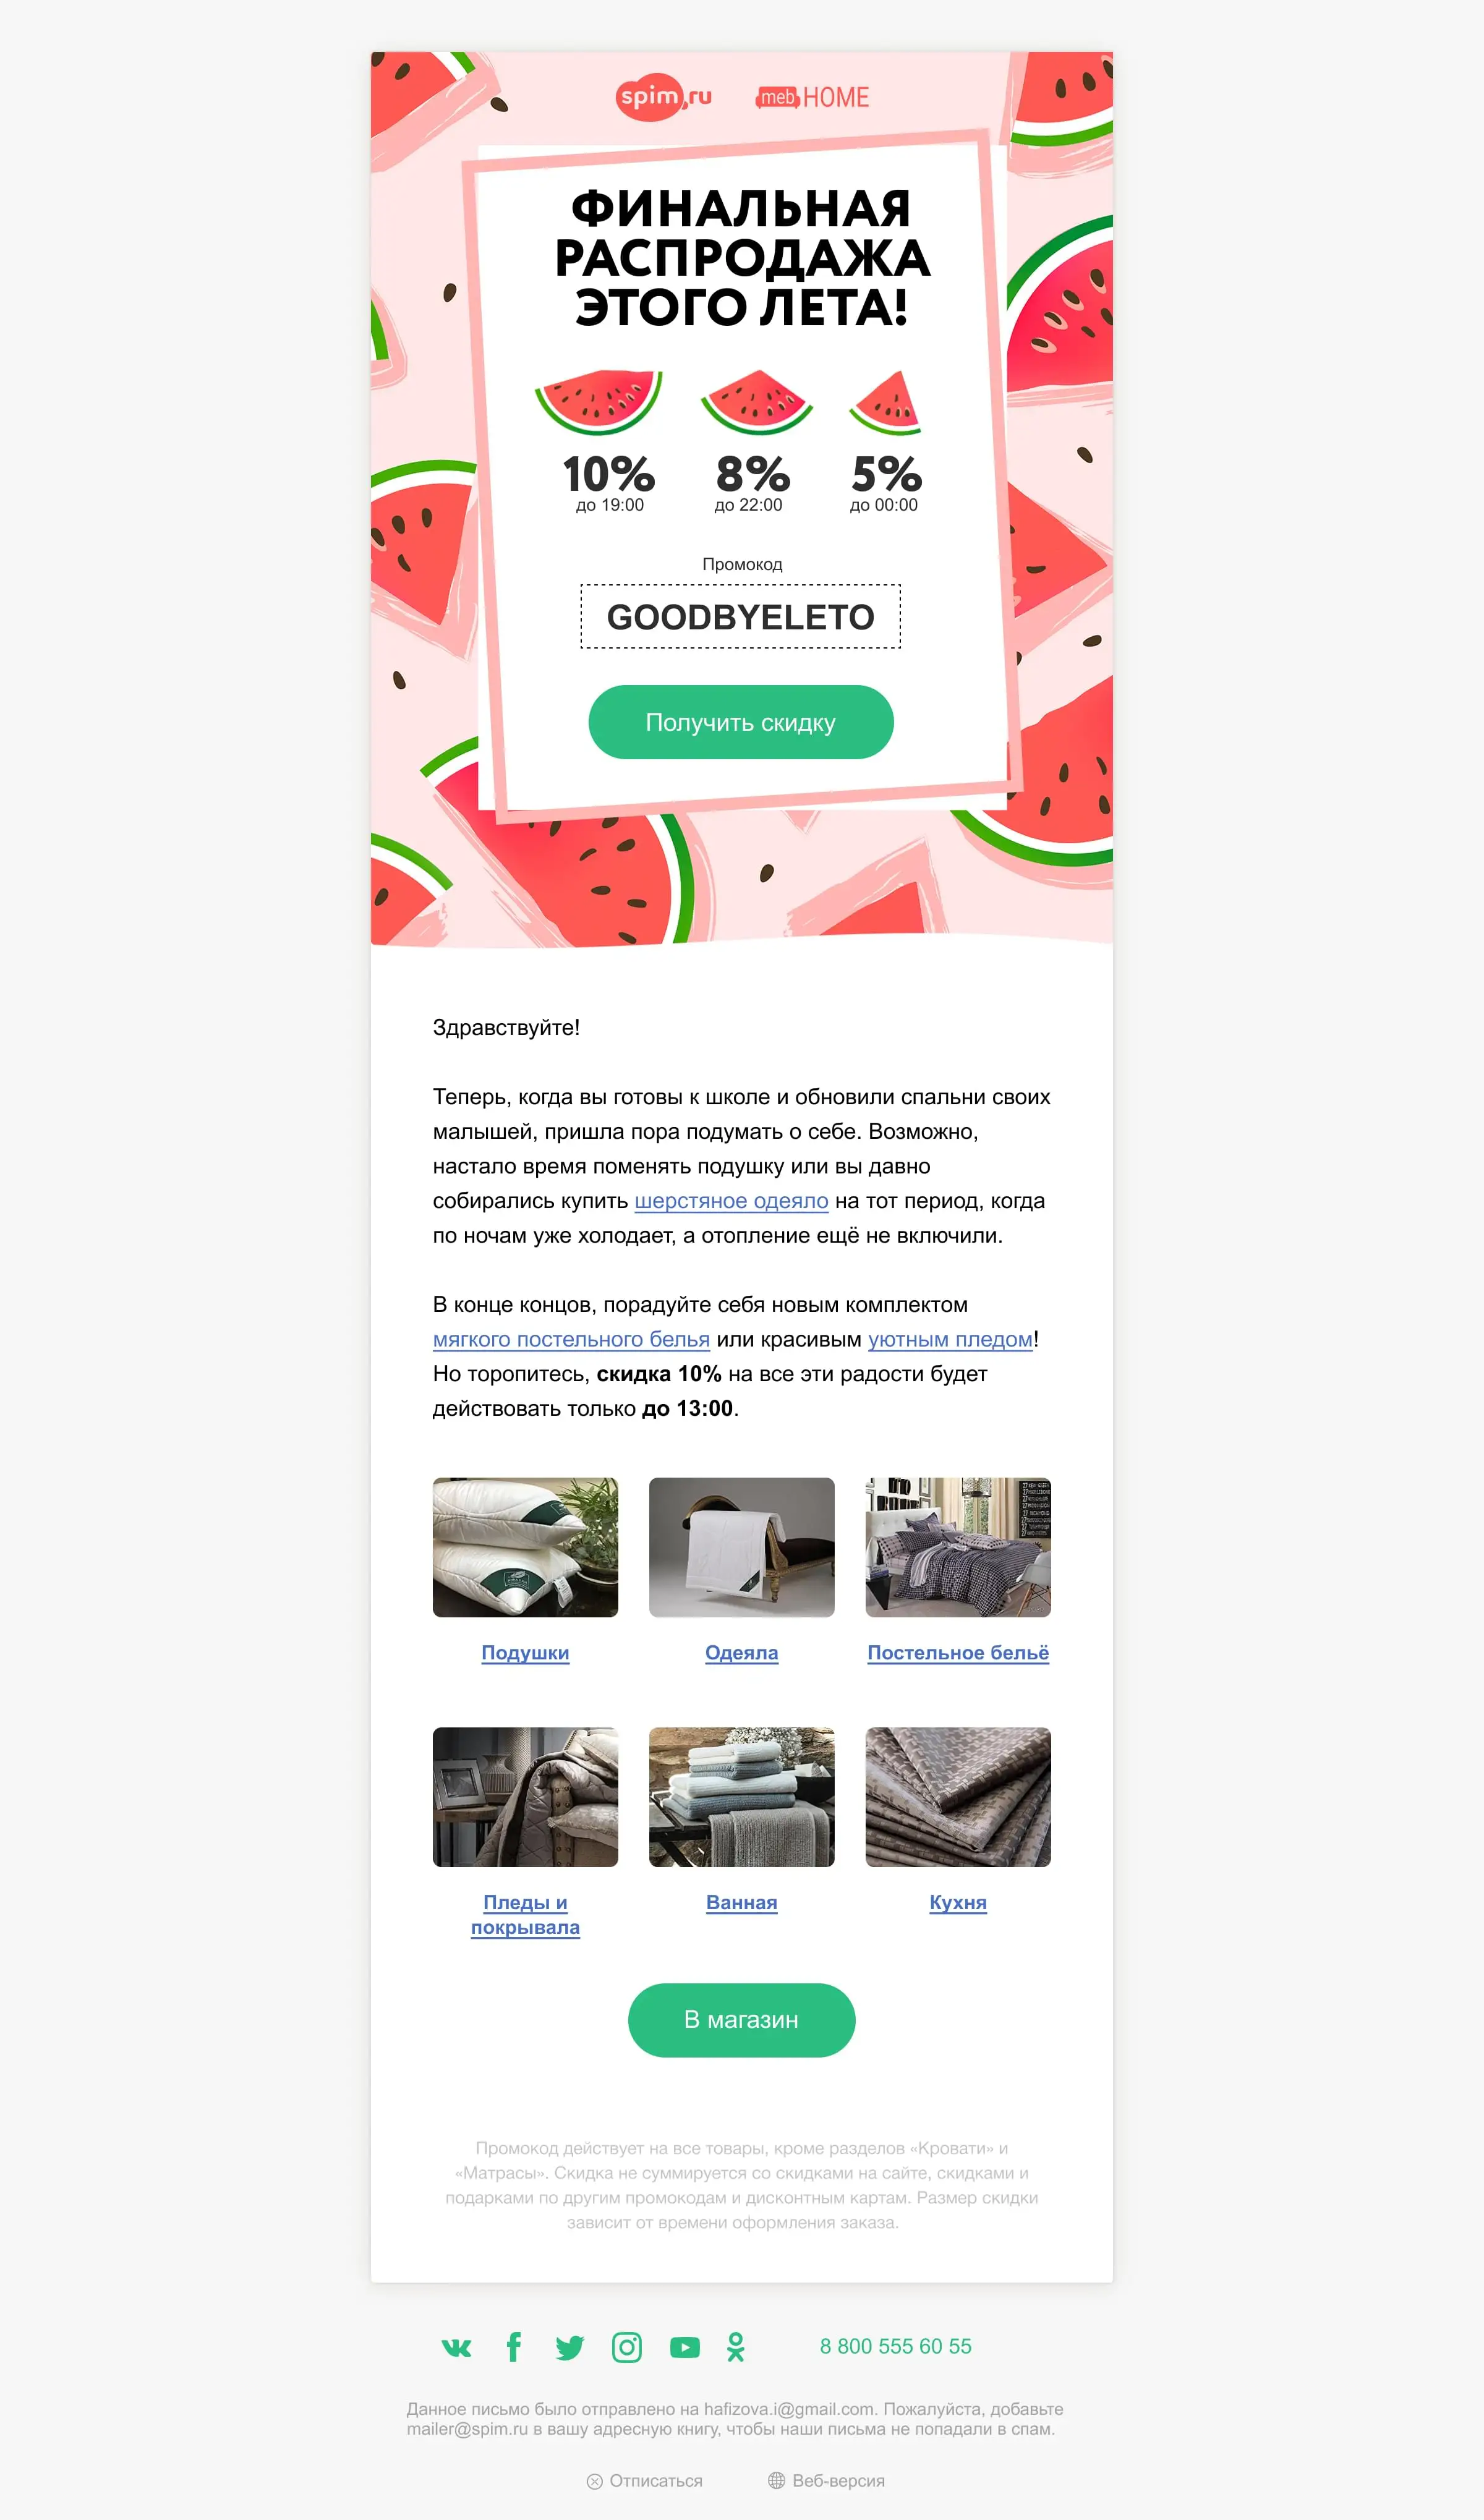 spim.ru
meb HOME
ФИНАЛЬНАЯ
РАСПРОДАЖА
ЭТОГО ЛЕТА!
10% 8% 5%
до 19:00 до 22:00 до 00:00
Промокод
GOODBYELETO
Получить скидку
Здравствуйте!
Теперь, когда вы готовы к школе и обновили спальни своих
малышей, пришла пора подумать о себе. Возможно,
настало время поменять подушку или вы давно
собирались купить шерстяное одеяло на тот период, когда
по ночам уже холодает, а отопление ещё не включили.
В конце концов, порадуйте себя новым комплектом
мягкого постельного белья или красивым уютным пледом!
Но торопитесь, скидка 10% на все эти радости будет
действовать только до 13:00.
Подушки Одеяла Постельное бельё
Пледы и
покрывала
Ванная Кухня
В магазин
Промокод действует на все товары, кроме разделов «Кровати» и
«Матрасы». Скидка не суммируется со скидками на сайте, скидками и
подарками по другим промокодам и дисконтным картам. Размер скидки
зависит от времени оформления заказа.
8 800 555 60 55
Данное письмо было отправлено на hafizova.i@gmail.com. Пожалуйста, добавьте
mailer@spim.ru в вашу адресную книгу, чтобы наши письма не попадали в спам.
Отписаться Веб-версия